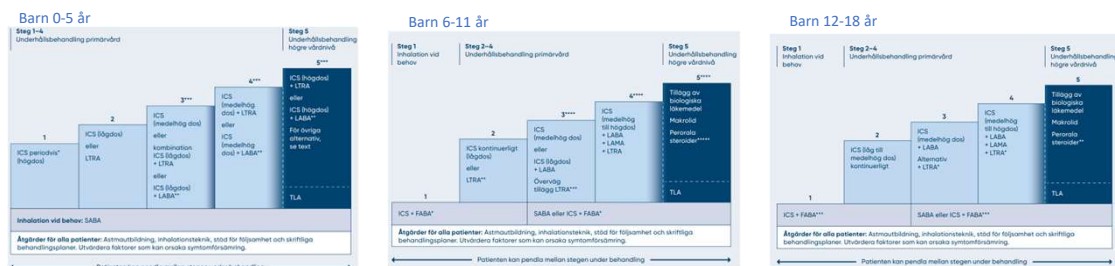 Barn 0-5 år
Steg 1–4
Underhållsbehandling primärvård
Steg 5
Underhållsbehandling
högre vårdnivå
1
ICS periodvis*
(högdos)
2
ICS (lågdos)
eller
LTRA
3***
ICS
(medelhög dos)
eller
kombination
ICS (lågdos)
+ LTRA
eller
ICS (lågdos)
+ LABA**
4***
ICS
(medelhög
dos) + LTRA
eller
ICS
(medelhög
dos) + LABA**
5***
ICS (högdos)
+ LTRA
eller
ICS (högdos)
+ LABA**
För övriga
alternativ,
se text
TLA
Inhalation vid behov: SABA
Åtgärder för alla patienter: Astmautbildning, inhalationsteknik, stöd för följsamhet och skriftliga
behandlingsplaner. Utvärdera faktorer som kan orsaka symtomförsämring.
Patienten kan pendla mellan stegen under behandling
Barn 6-11 år
Steg 1
Inhalation vid
behov
Steg 2–4
Underhållsbehandling primärvård
Steg 5
Underhållsbehandling
högre vårdnivå
1
2
ICS kontinuerligt
(lågdos)
eller
LTRA**
3****
ICS
(medelhög dos)
eller
ICS (lågdos)
+ LABA
Överväg
tillägg LTRA***
4****
ICS
(medelhög
till högdos)
+ LABA
+ LAMA
+ LTRA
5****
Tillägg av
biologiska
läkemedel
Makrolid
Perorala
steroider*****
TLA
ICS + FABA*
SABA eller ICS + FABA*
Åtgärder för alla patienter: Astmautbildning, inhalationsteknik, stöd för följsamhet och skriftliga
behandlingsplaner. Utvärdera faktorer som kan orsaka symtomförsämring.
Patienten kan pendla mellan stegen under behandling
Barn 12-18 år
Steg 1
Inhalation vid
behov
Steg 2–4
Underhållsbehandling primärvård
Steg 5
Underhållsbehandling
högre vårdnivå
1
2
ICS (låg till
medelhög dos)
kontinuerligt
3
ICS
(medelhög dos)
+ LABA
Alternativ
+ LTRA*
4
ICS (medelhög
till högdos)
+ LABA
+ LAMA
+ LTRA*
5
Tillägg av
biologiska
läkemedel
Makrolid
Perorala
steroider**
TLA
ICS + FABA***
SABA eller ICS + FABA***
Åtgärder för alla patienter: Astmautbildning, inhalationsteknik, stöd för följsamhet och skriftliga
behandlingsplaner. Utvärdera faktorer som kan orsaka symtomförsämring.
Patienten kan pendla mellan stegen under behandling